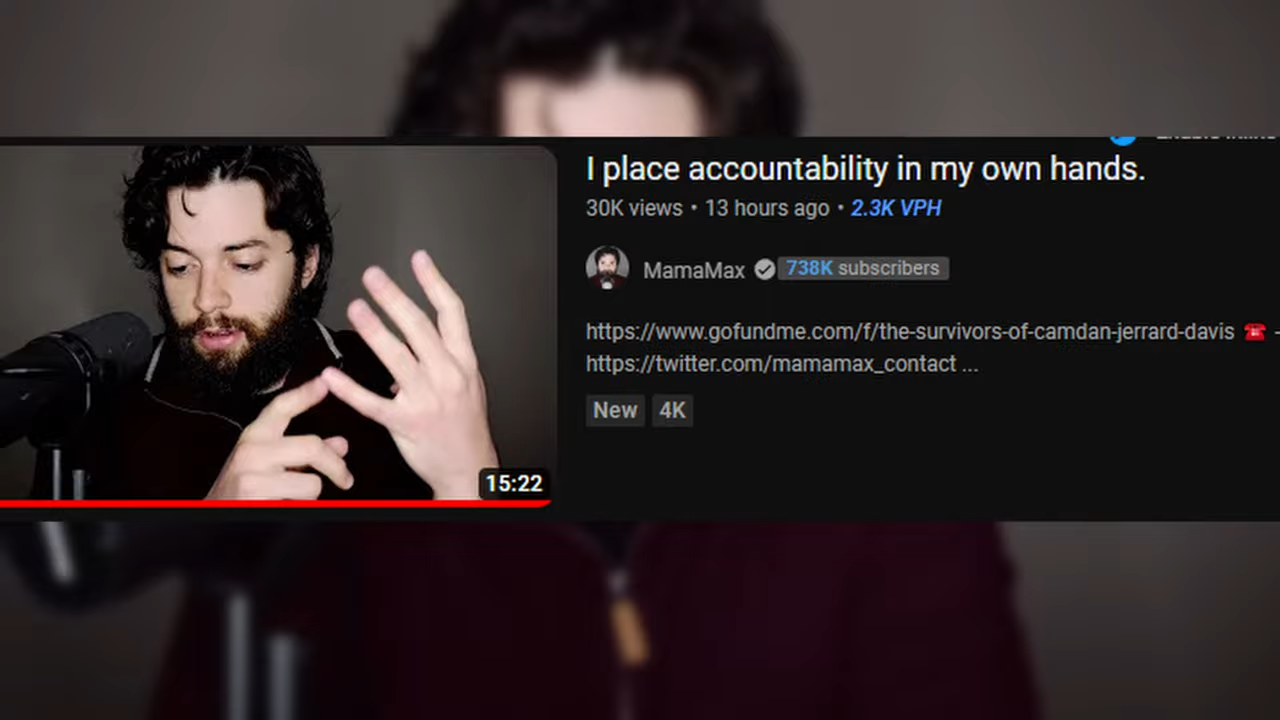 I place accountability in my own hands.
30K views • 13 hours ago • 2.3K VPH
MamaMax 738K subscribers
https://www.gofundme.com/f/the-survivors-of-camdan-jerrard-davis ☎️ -
https://twitter.com/mamamax_contact ...
New 4K
15:22